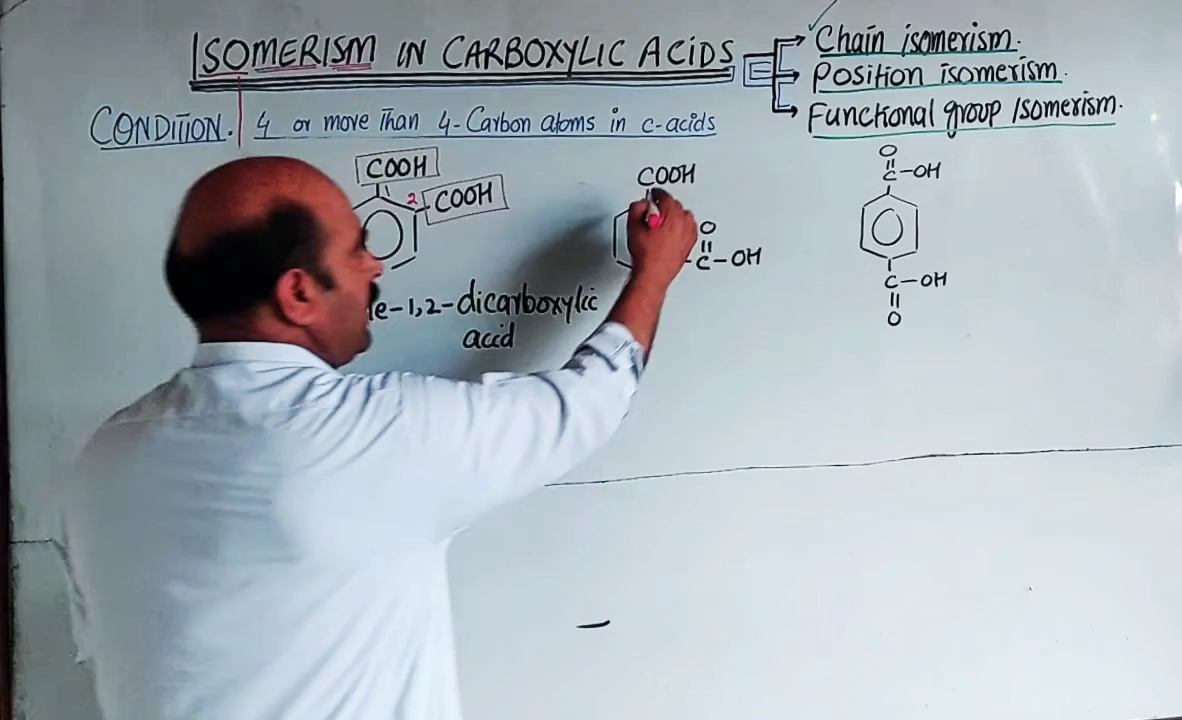 ISOMERISM IN CARBOXYLIC ACIDS
Chain isomerism.
Position isomerism.
Functional group Isomerism.
CONDITION. 4 or more than 4-Carbon atoms in c-acids
COOH
2 COOH
e-1,2-dicarboxylic
acid
COOH
O
C-OH
O
C-OH
C-OH
O